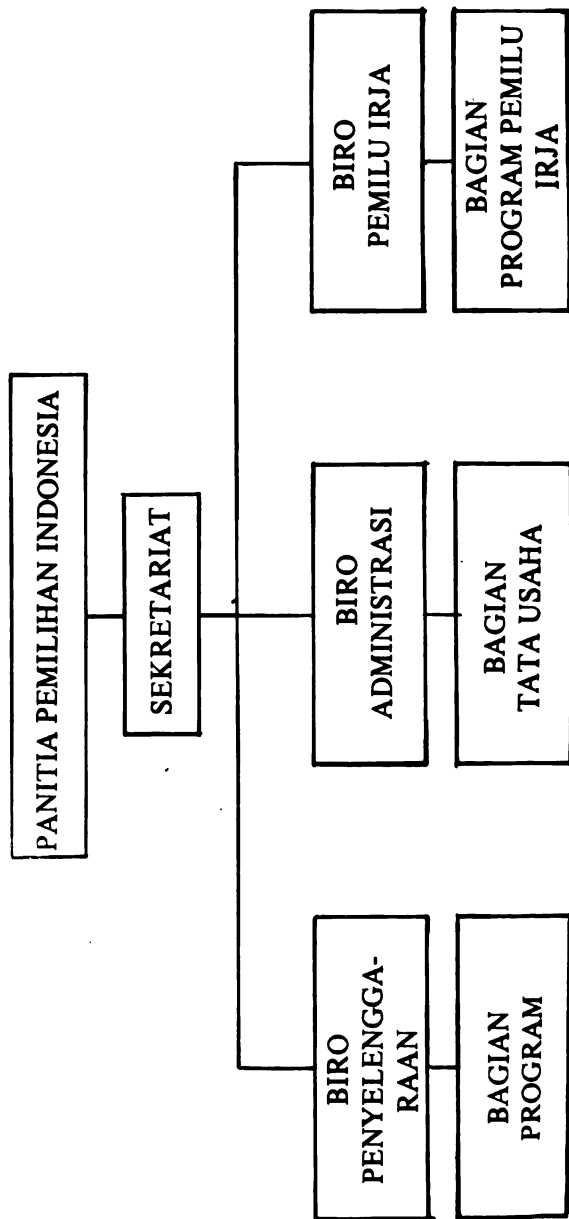 PANITIA PEMILIHAN INDONESIA
SEKRETARIAT
BIRO
PENYELENGGA-
RAAN
BIRO
ADMINISTRASI
BIRO
PEMILU IRJA
BAGIAN
PROGRAM
BAGIAN
TATA USAHA
BAGIAN
PROGRAM PEMILU
IRJA